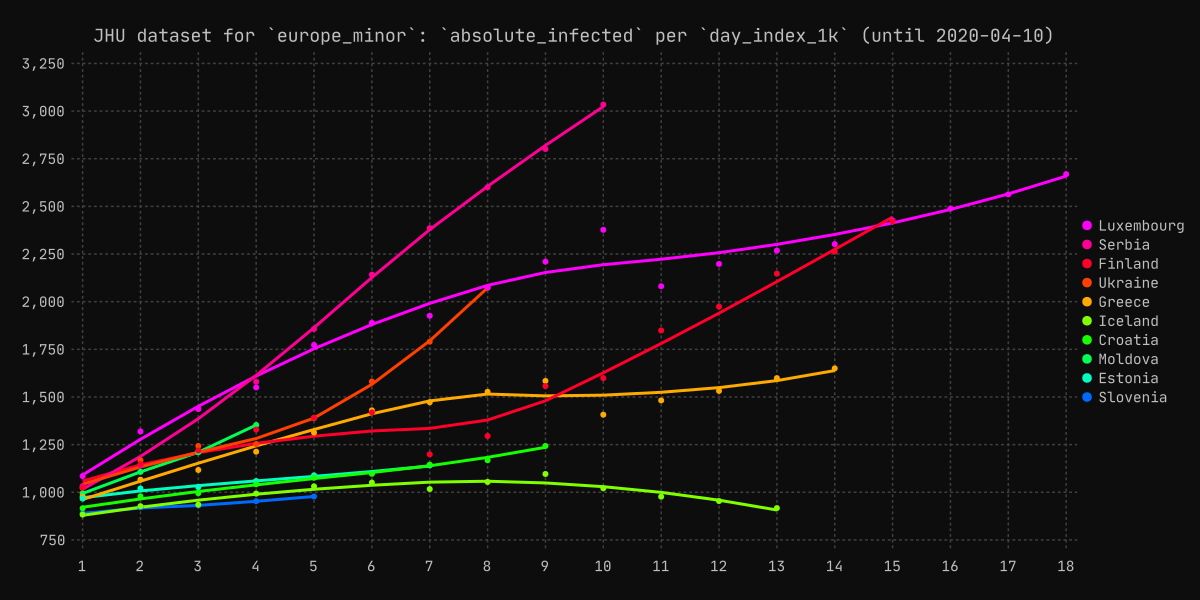 JHU dataset for `europe_minor`: `absolute_infected` per `day_index_1k` (until 2020-04-10)
3,250
3,000
2,750
2,500
2,250
2,000
1,750
1,500
1,250
1,000
750
1 2 3 4 5 6 7 8 9 10 11 12 13 14 15 16 17 18
Luxembourg
Serbia
Finland
Ukraine
Greece
Iceland
Croatia
Moldova
Estonia
Slovenia